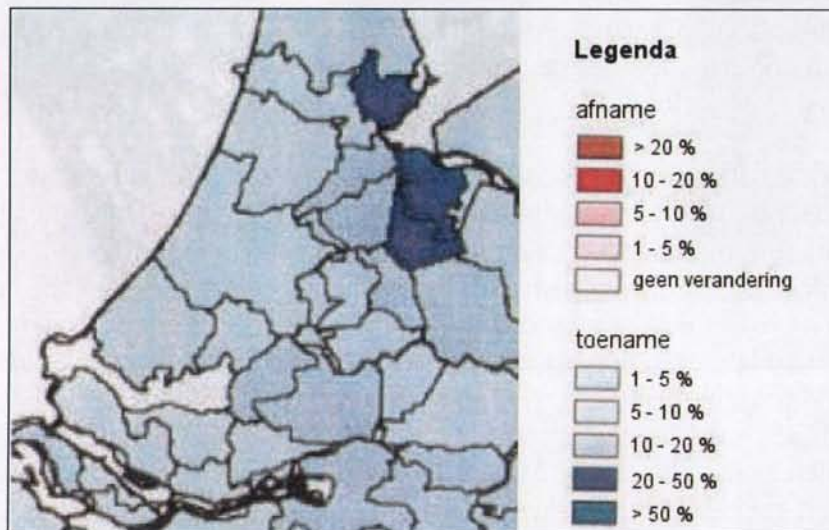 Legenda
afname
> 20 %
10 - 20 %
5 - 10 %
1 - 5 %
geen verandering
toename
1 - 5 %
5 - 10 %
10 - 20 %
20 - 50 %
> 50 %